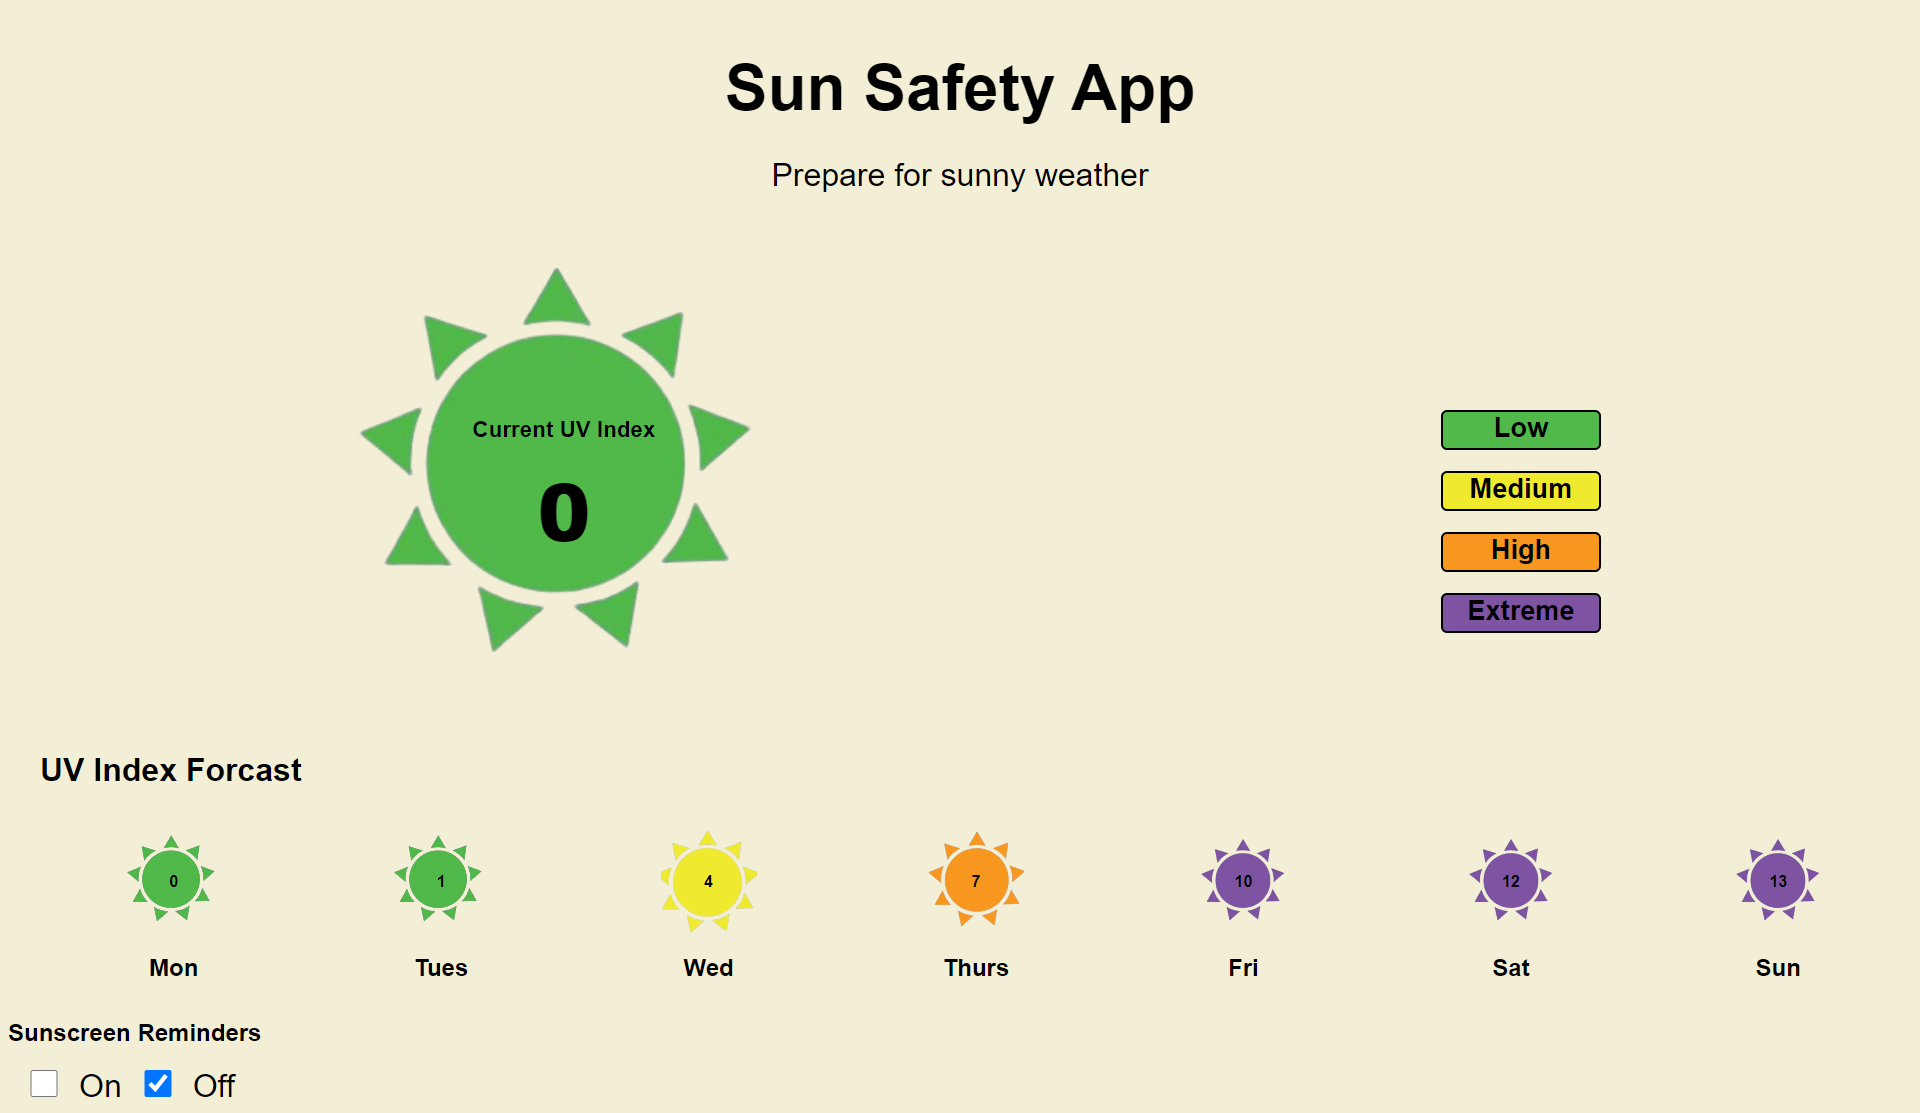 Sun Safety App
Prepare for sunny weather
Current UV Index
0
Low
Medium
High
Extreme
UV Index Forcast
0 1 4 7 10 12 13
Mon Tues Wed Thurs Fri Sat Sun
Sunscreen Reminders
On Off